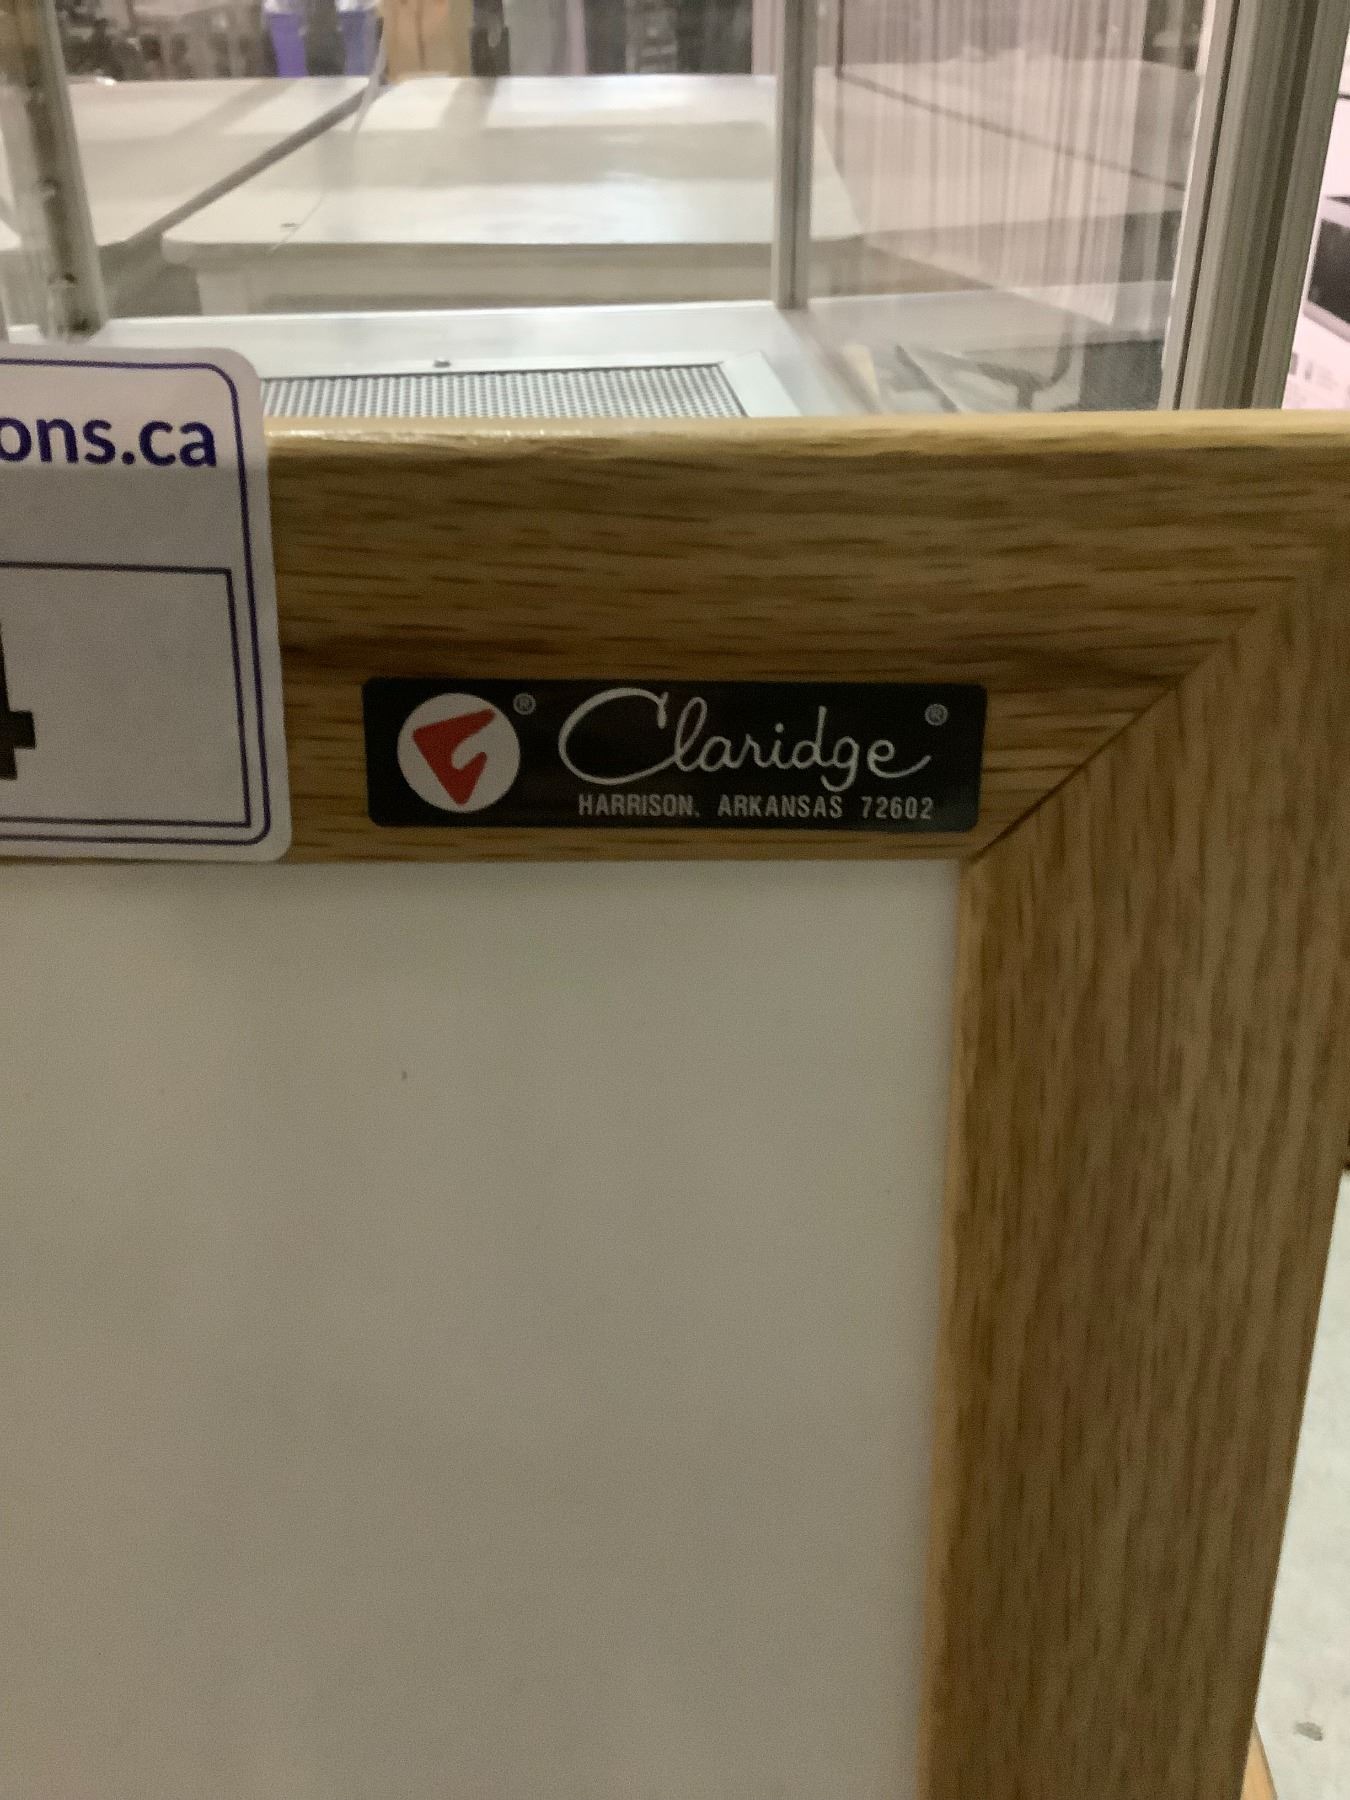 ons.ca
4
® Claridge ®
HARRISON, ARKANSAS 72602